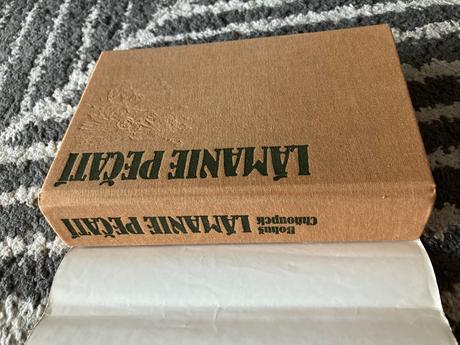 LÁMANIE PEČATÍ
Bohuš
Chňoupek
LÁMANIE PEČATÍ